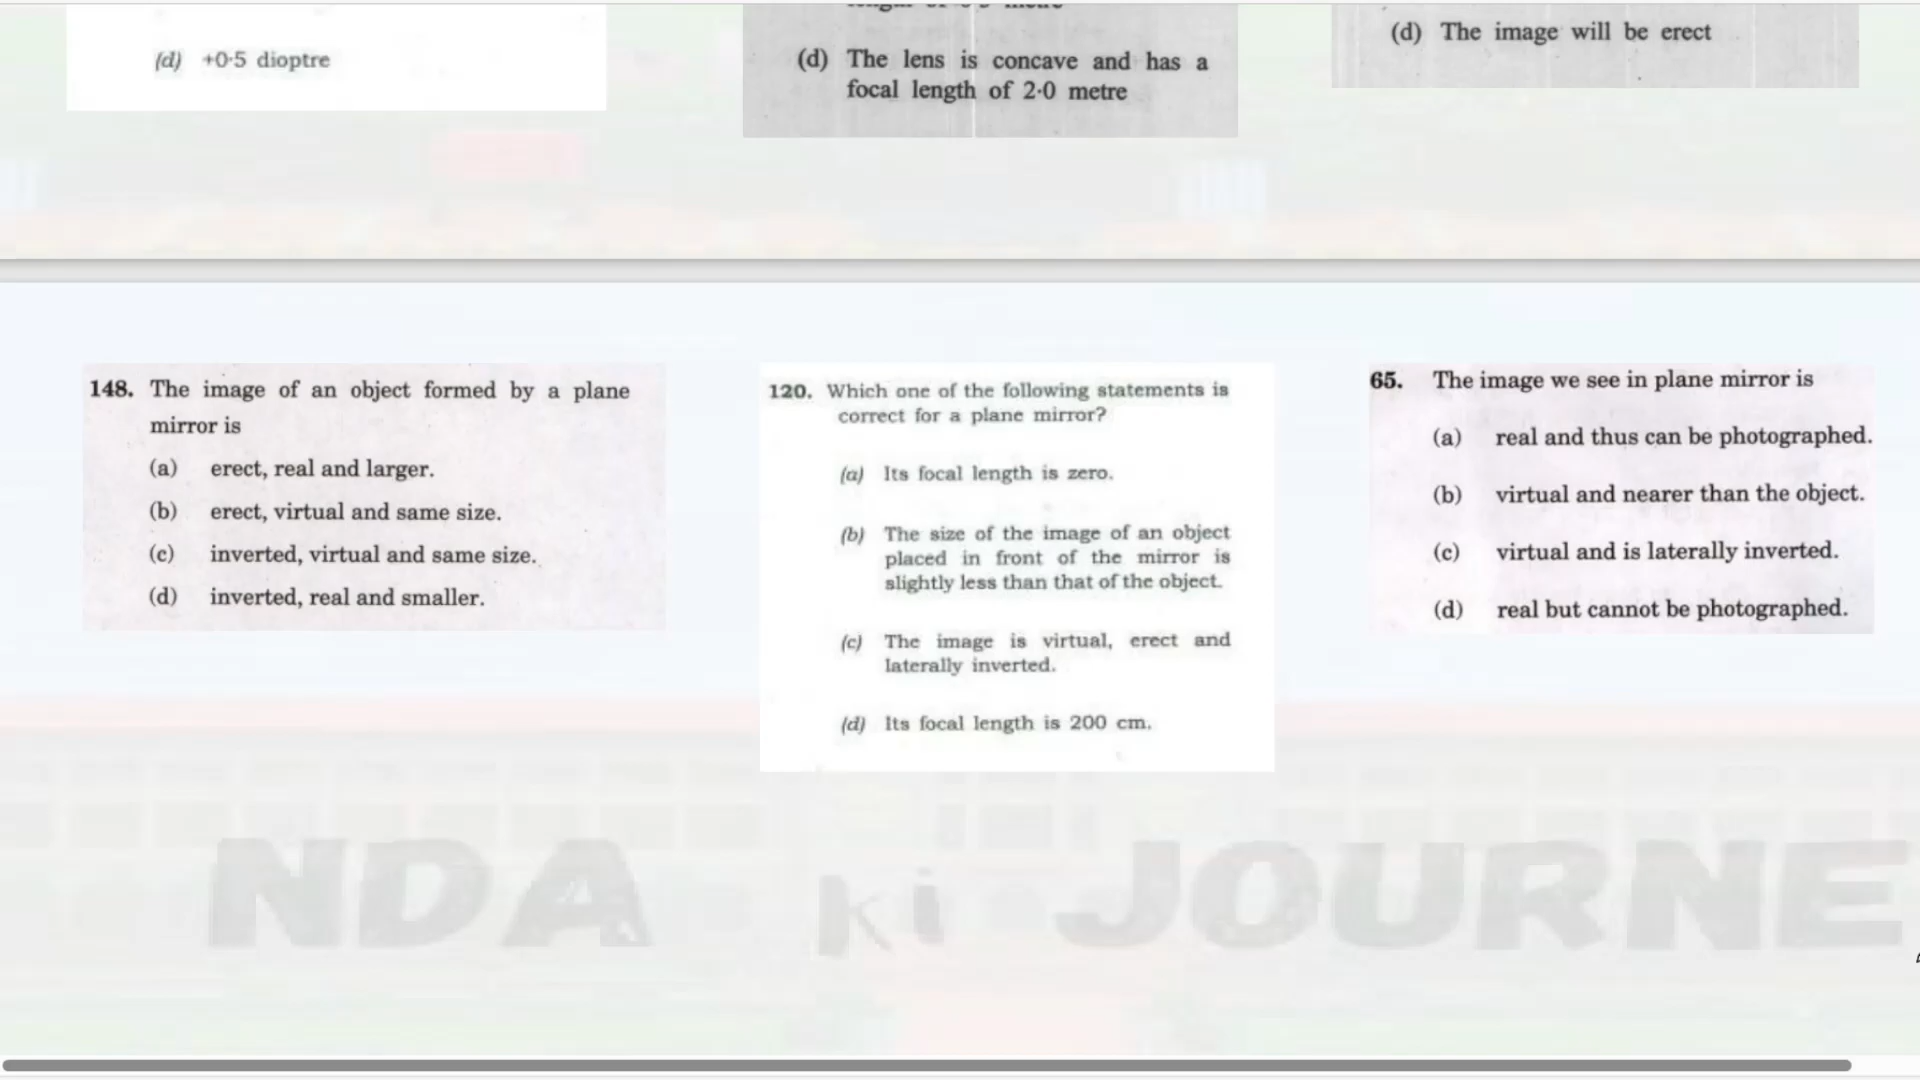 (d) +0·5 dioptre
(d) The lens is concave and has a
focal length of 2·0 metre
(d) The image will be erect
148. The image of an object formed by a plane
mirror is
(a) erect, real and larger.
(b) erect, virtual and same size.
(c) inverted, virtual and same size.
(d) inverted, real and smaller.
120. Which one of the following statements is
correct for a plane mirror?
(a) Its focal length is zero.
(b) The size of the image of an object
placed in front of the mirror is
slightly less than that of the object.
(c) The image is virtual, erect and
laterally inverted.
(d) Its focal length is 200 cm.
65. The image we see in plane mirror is
(a) real and thus can be photographed.
(b) virtual and nearer than the object.
(c) virtual and is laterally inverted.
(d) real but cannot be photographed.
NDA ki JOURNE